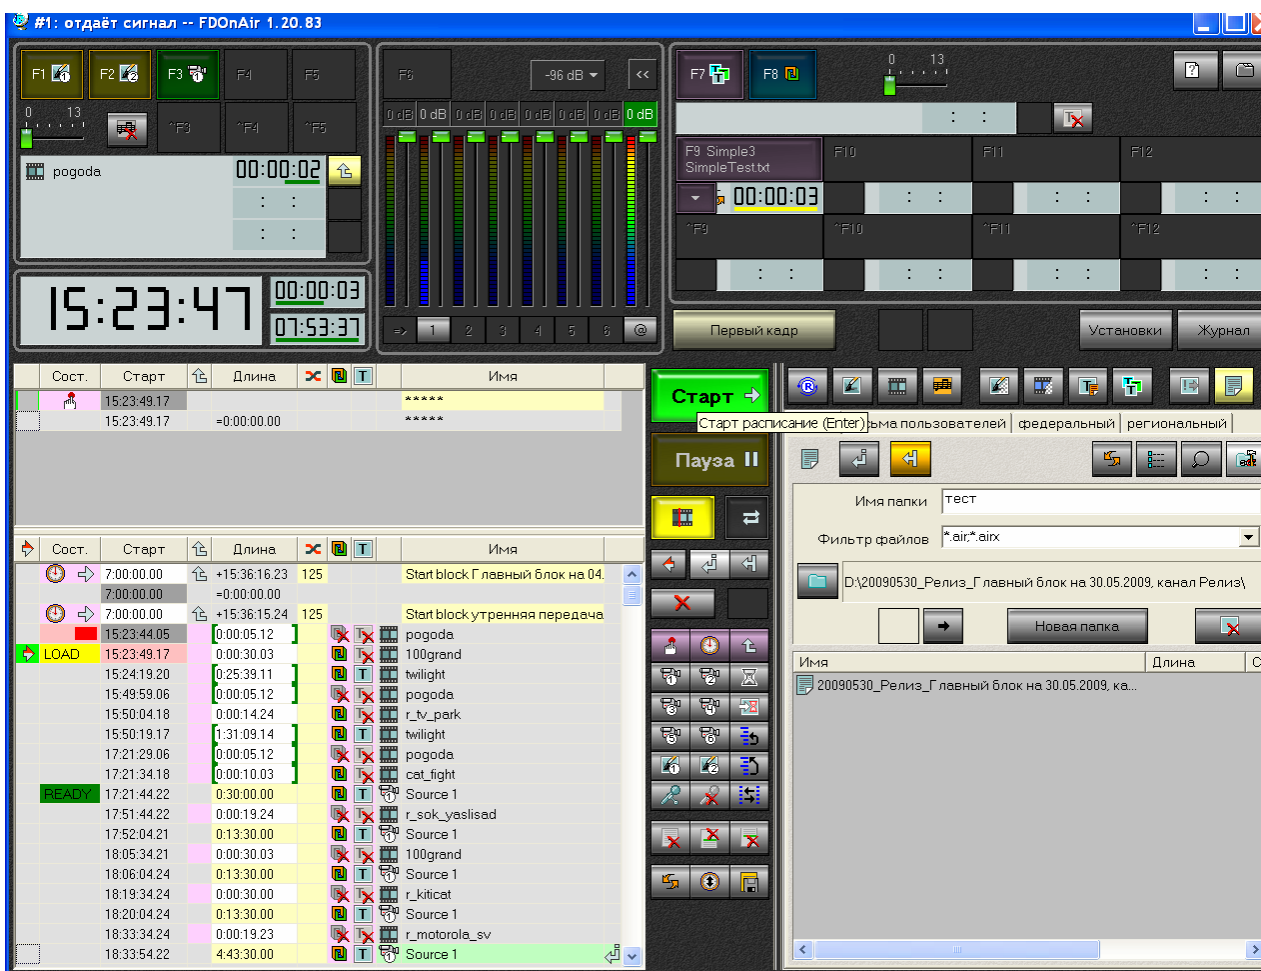 #1: отдаёт сигнал -- FDOnAir 1.20.83
F1 F2 F3 F4 F5
0 13 ^F3 ^F4 ^F5
pogoda 00:00:02
15:23:47 00:00:03
07:53:37
F6 -96 dB <<
0 dB 0 dB 0 dB 0 dB 0 dB 0 dB 0 dB 0 dB
=> 1 2 3 4 5 6 @
F7 F8 0 13
F9 Simple3 F10 F11 F12
SimpleTest.txt
00:00:03
^F9 ^F10 ^F11 ^F12
Первый кадр Установки Журнал
Сост. Старт Длина T Имя
15:23:49.17 *****
15:23:49.17 =0:00:00.00 *****
Сост. Старт Длина T Имя
7:00:00.00 +15:36:16.23 125 Start block Главный блок на 04.
7:00:00.00 =0:00:00.00
7:00:00.00 +15:36:15.24 125 Start block утренняя передача
15:23:44.05 0:00:05.12 pogoda
LOAD 15:23:49.17 0:00:30.03 100grand
15:24:19.20 0:25:39.11 T twilight
15:49:59.06 0:00:05.12 pogoda
15:50:04.18 0:00:14.24 r_tv_park
15:50:19.17 1:31:09.14 T twilight
17:21:29.06 0:00:05.12 pogoda
17:21:34.18 0:00:10.03 cat_fight
READY 17:21:44.22 0:30:00.00 T Source 1
17:51:44.22 0:00:19.24 r_sok_yaslisad
17:52:04.21 0:13:30.00 T Source 1
18:05:34.21 0:00:30.03 100grand
18:06:04.24 0:13:30.00 T Source 1
18:19:34.24 0:00:30.00 r_kiticat
18:20:04.24 0:13:30.00 T Source 1
18:33:34.24 0:00:19.23 r_motorola_sv
18:33:54.22 4:43:30.00 T Source 1
Старт
Старт расписание (Enter)
Пауза
ьма пользователей федеральный региональный
Имя папки тест
Фильтр файлов *.air;*.airx
D:\20090530_Релиз_Главный блок на 30.05.2009, канал Релиз\
Новая папка
Имя Длина С
20090530_Релиз_Главный блок на 30.05.2009, ка...